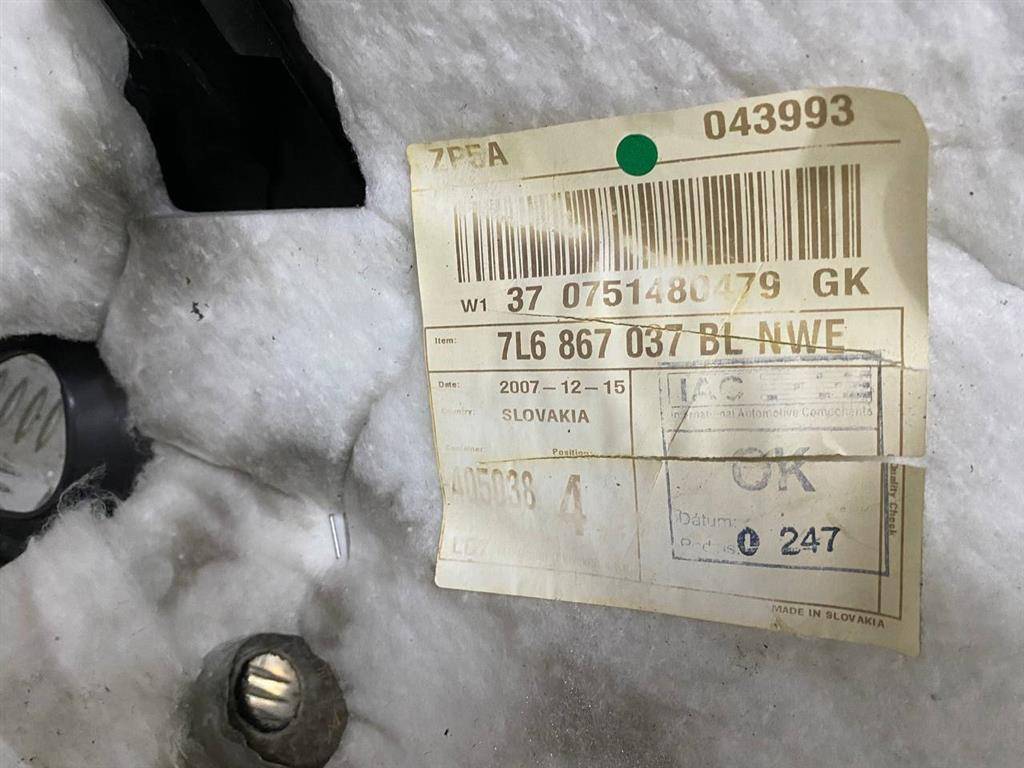 ZP5A 043993
W1 37 0751480479 GK
Item: 7L6 867 037 BL NWE
Date: 2007-12-15
Country: SLOVAKIA
Container: Position:
405038 4
IAC
International Automotive Components
OK
Dátum:
L 247
Quality Check
MADE IN SLOVAKIA